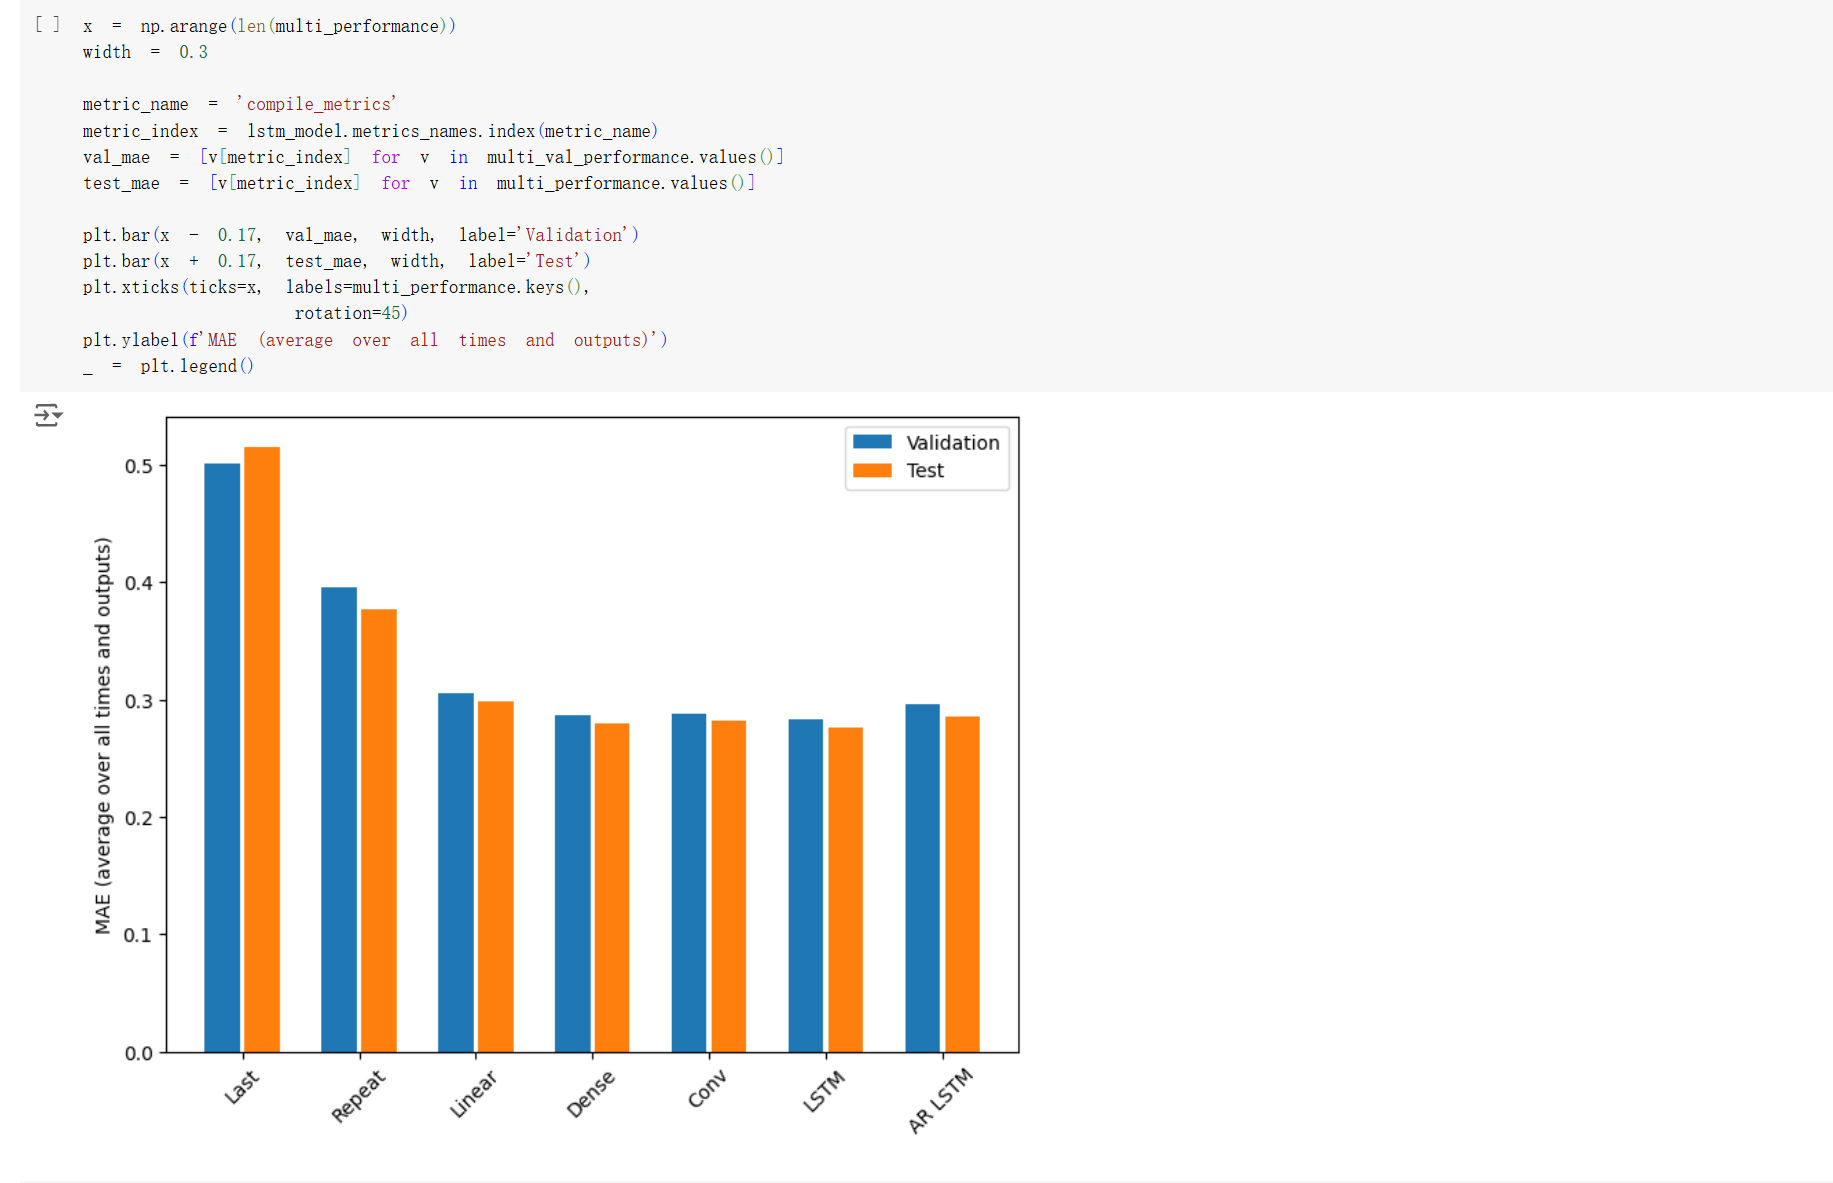 [ ] x = np.arange(len(multi_performance))
width = 0.3
metric_name = 'compile_metrics'
metric_index = lstm_model.metrics_names.index(metric_name)
val_mae = [v[metric_index] for v in multi_val_performance.values()]
test_mae = [v[metric_index] for v in multi_performance.values()]
plt.bar(x - 0.17, val_mae, width, label='Validation')
plt.bar(x + 0.17, test_mae, width, label='Test')
plt.xticks(ticks=x, labels=multi_performance.keys(),
rotation=45)
plt.ylabel(f'MAE (average over all times and outputs)')
_ = plt.legend()
Validation
Test
MAE (average over all times and outputs)
0.5
0.4
0.3
0.2
0.1
0.0
Last
Repeat
Linear
Dense
Conv
LSTM
AR LSTM